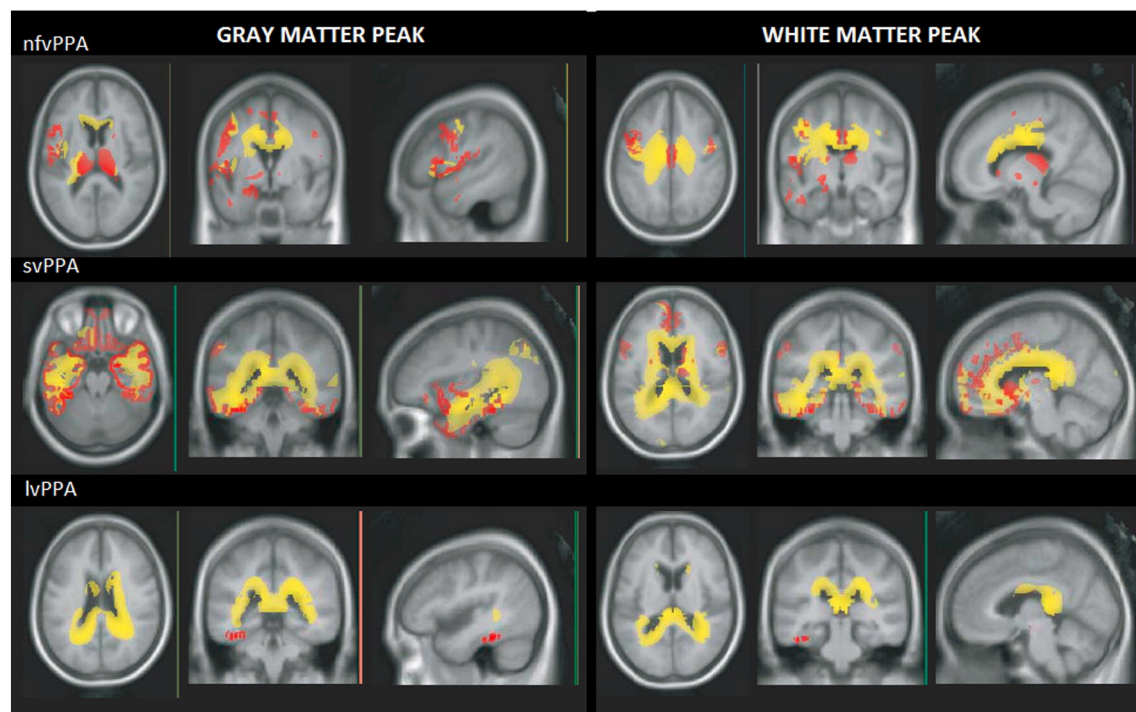 GRAY MATTER PEAK
WHITE MATTER PEAK
nfvPPA
svPPA
lvPPA